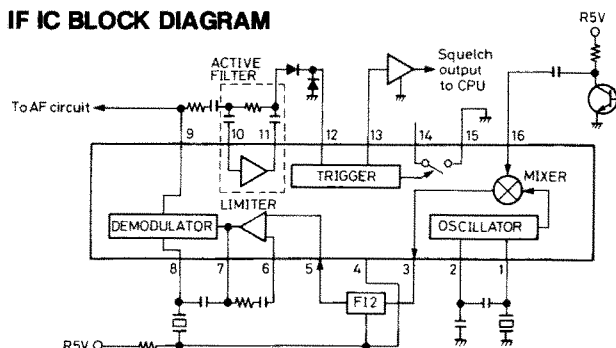 IF IC BLOCK DIAGRAM
R5V
ACTIVE
FILTER
Squelch
output
to CPU
To AF circuit
9 10 11 12 13 14 15 16
TRIGGER
MIXER
LIMITER
DEMODULATOR
OSCILLATOR
8 7 6 5 4 3 2 1
FI2
R5V